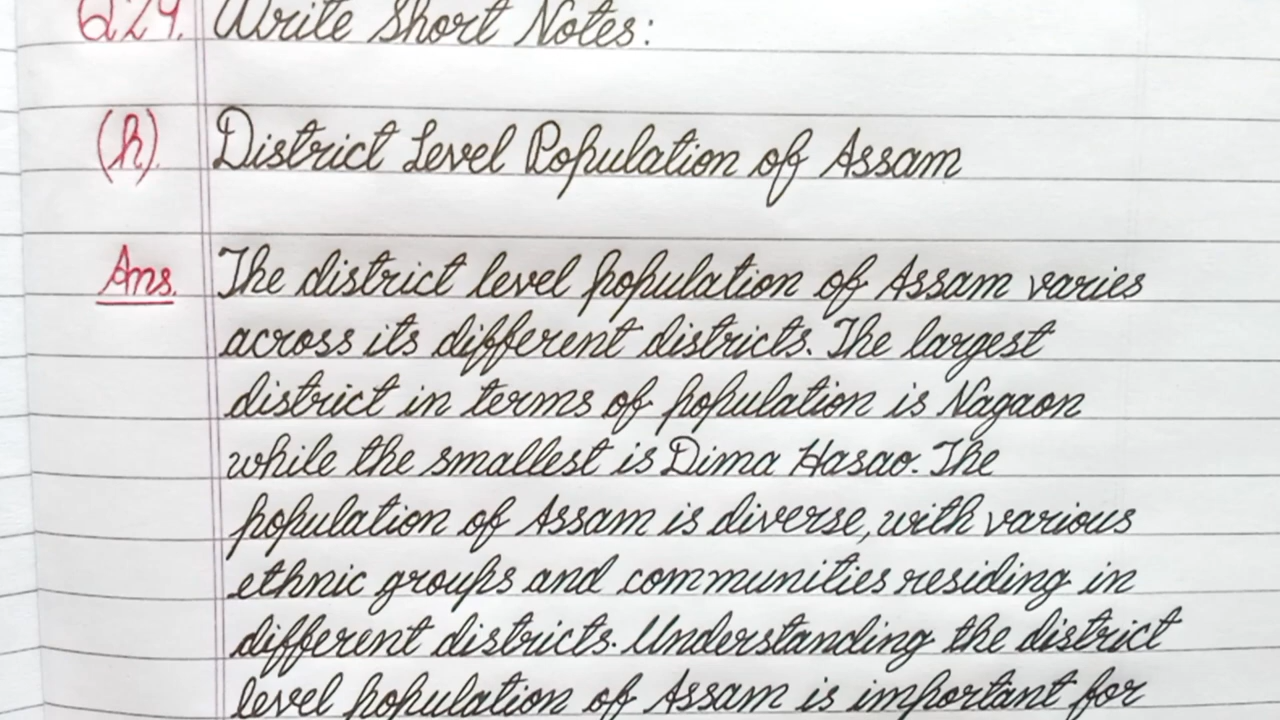 Q24. Write Short Notes:
(h). District Level Population of Assam
Ans. The district level population of Assam varies
across its different districts. The largest
district in terms of population is Nagaon
while the smallest is Dima Hasao. The
population of Assam is diverse, with various
ethnic groups and communities residing in
different districts. Understanding the district
level population of Assam is important for